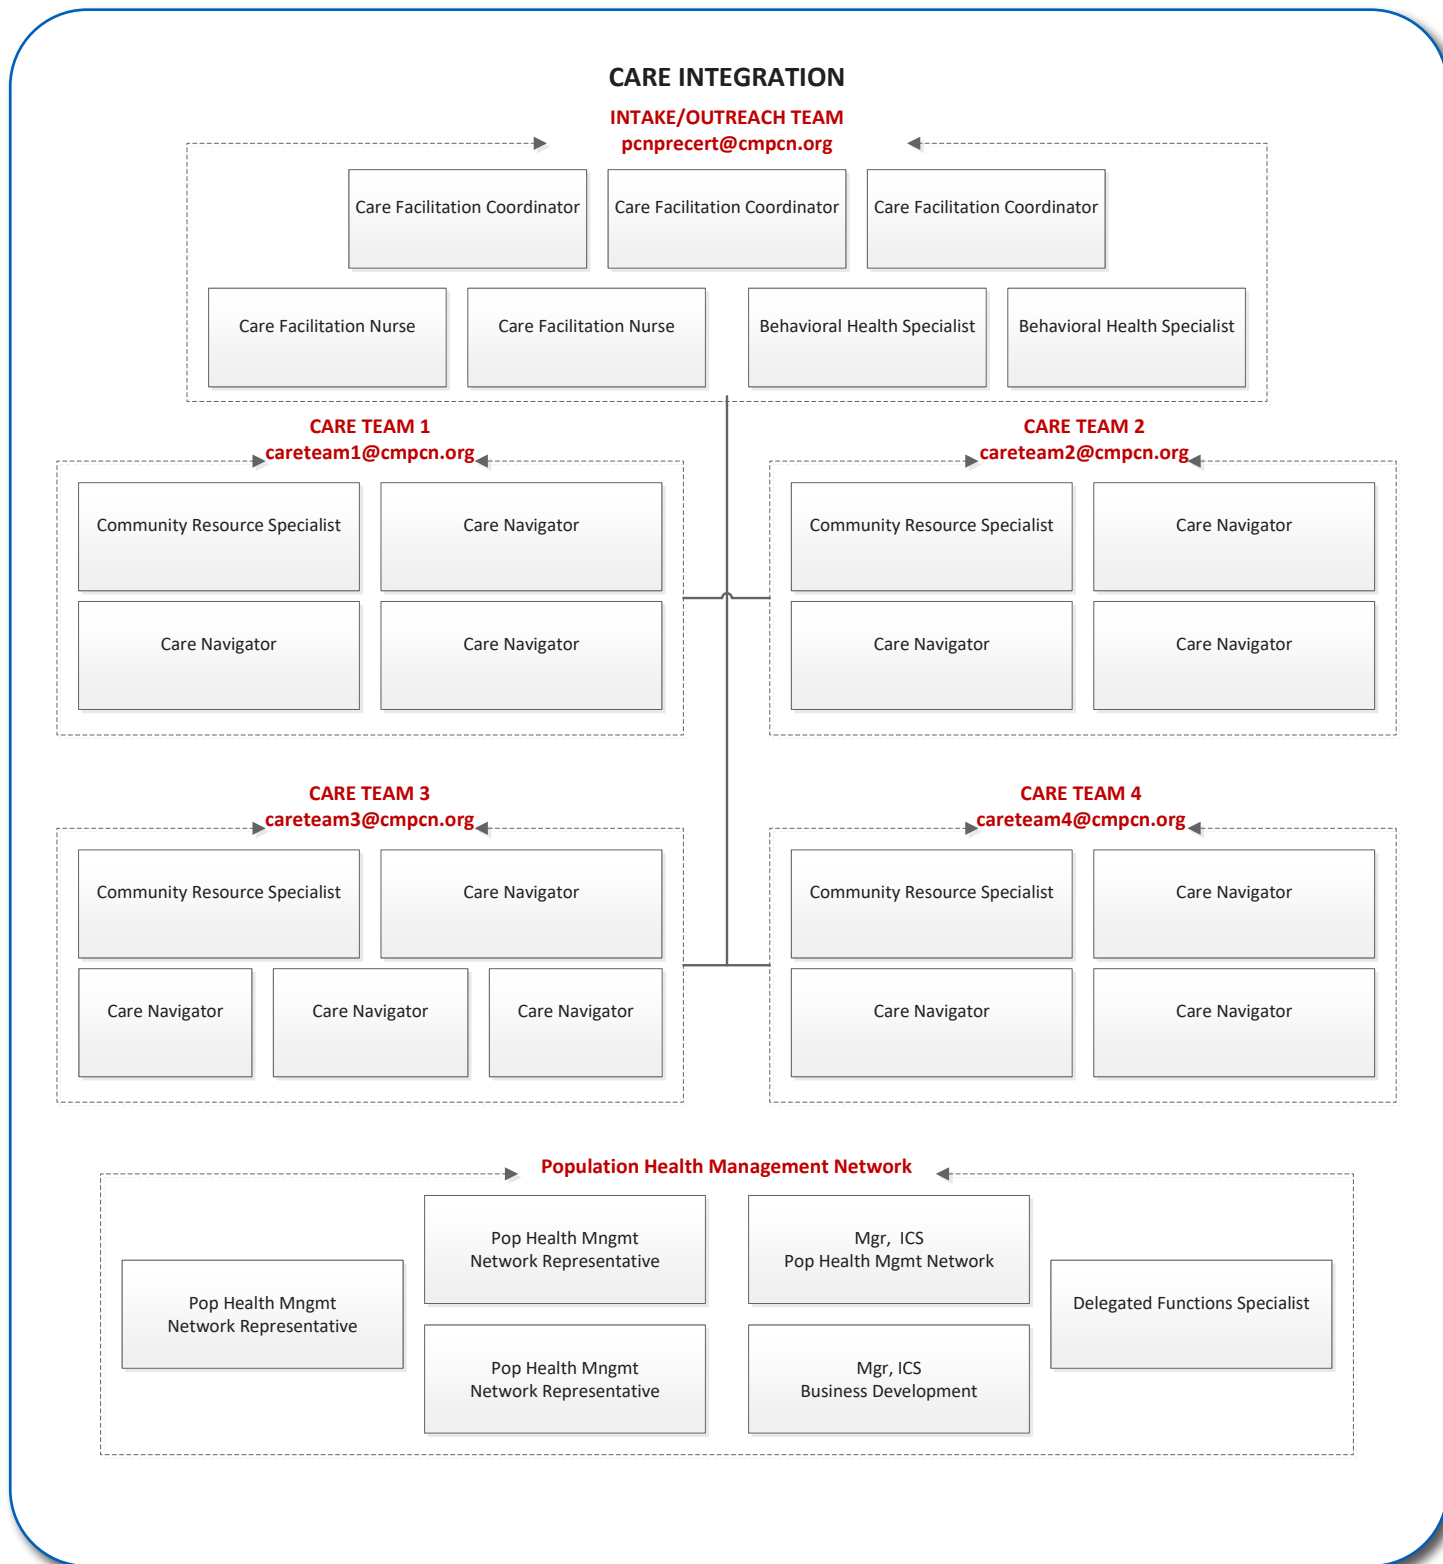 CARE INTEGRATION
INTAKE/OUTREACH TEAM
pcnprecert@cmpcn.org
Care Facilitation Coordinator
Care Facilitation Coordinator
Care Facilitation Coordinator
Care Facilitation Nurse
Care Facilitation Nurse
Behavioral Health Specialist
Behavioral Health Specialist
CARE TEAM 1
careteam1@cmpcn.org
Community Resource Specialist
Care Navigator
Care Navigator
Care Navigator
CARE TEAM 2
careteam2@cmpcn.org
Community Resource Specialist
Care Navigator
Care Navigator
Care Navigator
CARE TEAM 3
careteam3@cmpcn.org
Community Resource Specialist
Care Navigator
Care Navigator
Care Navigator
Care Navigator
CARE TEAM 4
careteam4@cmpcn.org
Community Resource Specialist
Care Navigator
Care Navigator
Care Navigator
Population Health Management Network
Pop Health Mngmt
Network Representative
Pop Health Mngmt
Network Representative
Pop Health Mngmt
Network Representative
Mgr, ICS
Pop Health Mgmt Network
Mgr, ICS
Business Development
Delegated Functions Specialist